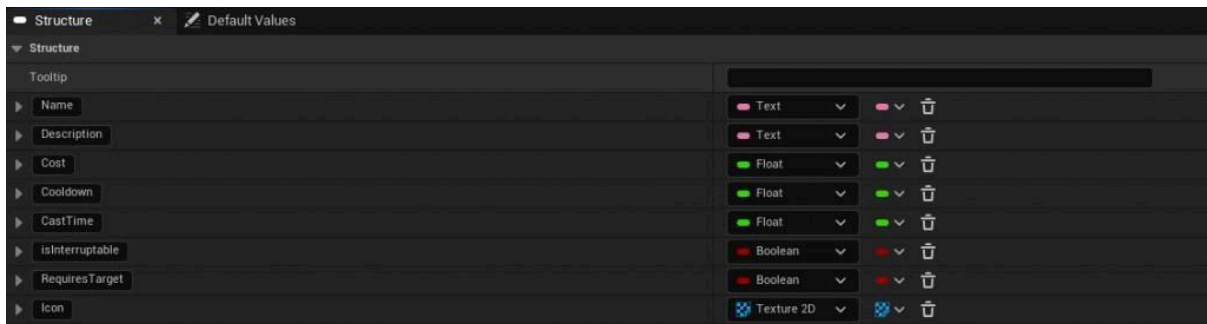 Structure × Default Values
Structure
Tooltip
Name Text
Description Text
Cost Float
Cooldown Float
CastTime Float
isInterruptable Boolean
RequiresTarget Boolean
Icon Texture 2D